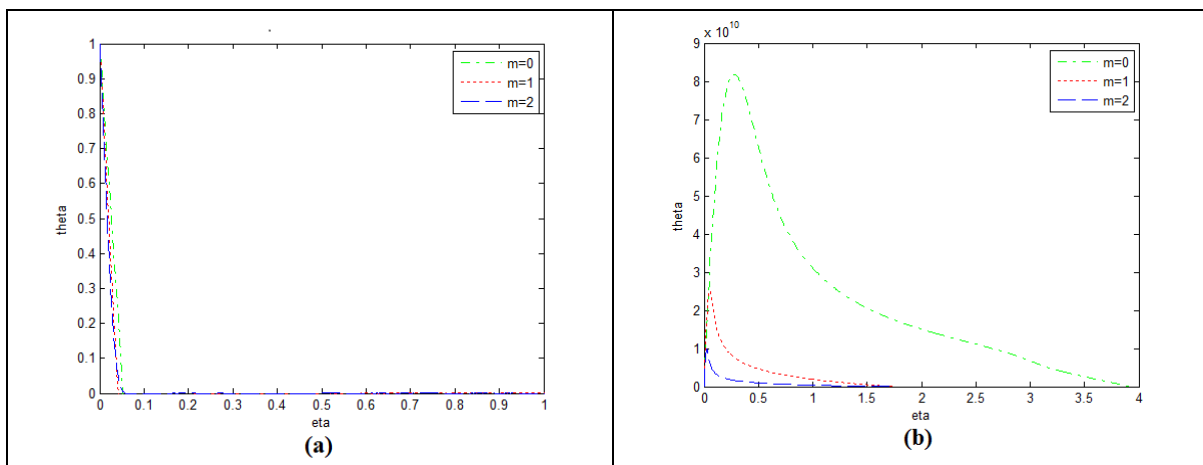 1
0.9
0.8
0.7
0.6
0.5
0.4
0.3
0.2
0.1
0
theta
0 0.1 0.2 0.3 0.4 0.5 0.6 0.7 0.8 0.9 1
eta
m=0
m=1
m=2
(a)
x 10^10
9
8
7
6
5
4
3
2
1
0
theta
0 0.5 1 1.5 2 2.5 3 3.5 4
eta
m=0
m=1
m=2
(b)